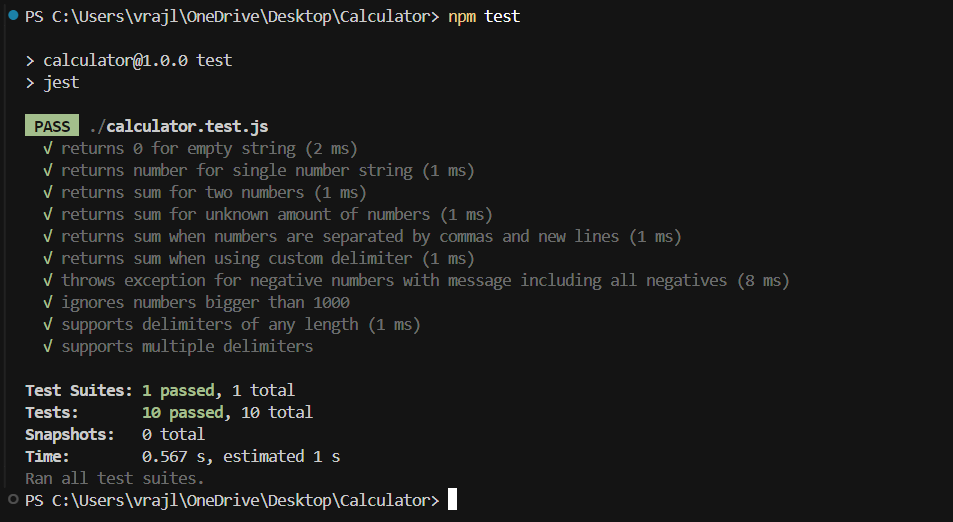 PS C:\Users\vrajl\OneDrive\Desktop\Calculator> npm test
> calculator@1.0.0 test
> jest
PASS ./calculator.test.js
√ returns 0 for empty string (2 ms)
√ returns number for single number string (1 ms)
√ returns sum for two numbers (1 ms)
√ returns sum for unknown amount of numbers (1 ms)
√ returns sum when numbers are separated by commas and new lines (1 ms)
√ returns sum when using custom delimiter (1 ms)
√ throws exception for negative numbers with message including all negatives (8 ms)
√ ignores numbers bigger than 1000
√ supports delimiters of any length (1 ms)
√ supports multiple delimiters
Test Suites: 1 passed, 1 total
Tests:       10 passed, 10 total
Snapshots:   0 total
Time:        0.567 s, estimated 1 s
Ran all test suites.
PS C:\Users\vrajl\OneDrive\Desktop\Calculator>